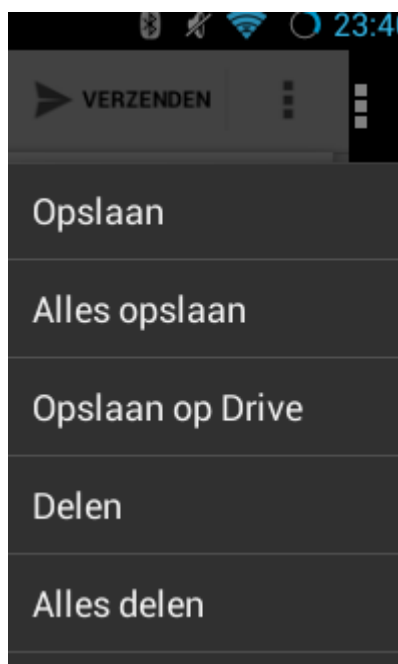 23:40
VERZENDEN
Opslaan
Alles opslaan
Opslaan op Drive
Delen
Alles delen